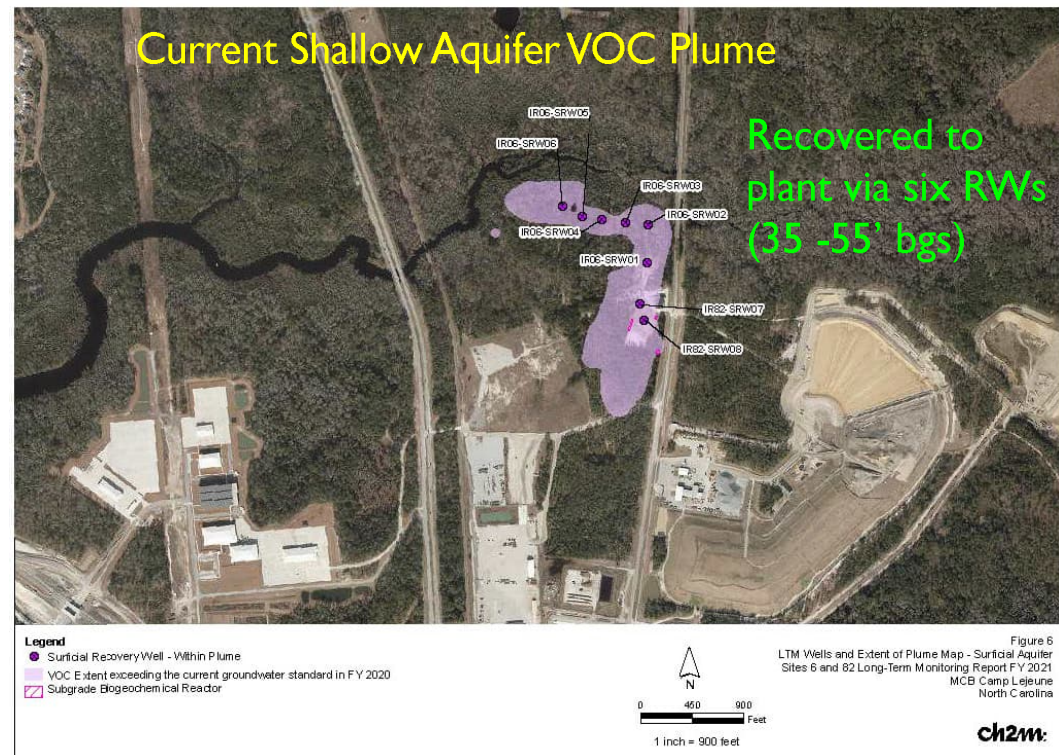 Current Shallow Aquifer VOC Plume
IR06-SRW05
IR06-SRW06
Recovered to
plant via six RWs
(35 -55' bgs)
IR06-SRW03
IR06-SRW02
IR06-SRW04
IR06-SRW01
IR82-SRW07
IR82-SRW08
Legend
Surficial Recovery Well - Within Plume
VOC Extent exceeding the current groundwater standard in FY 2020
Subgrade Biogeochemical Reactor
N
0 450 900
Feet
1 inch = 900 feet
Figure 6
LTM Wells and Extent of Plume Map - Surficial Aquifer
Sites 6 and 82 Long-Term Monitoring Report FY 2021
MCB Camp Lejeune
North Carolina
ch2m: